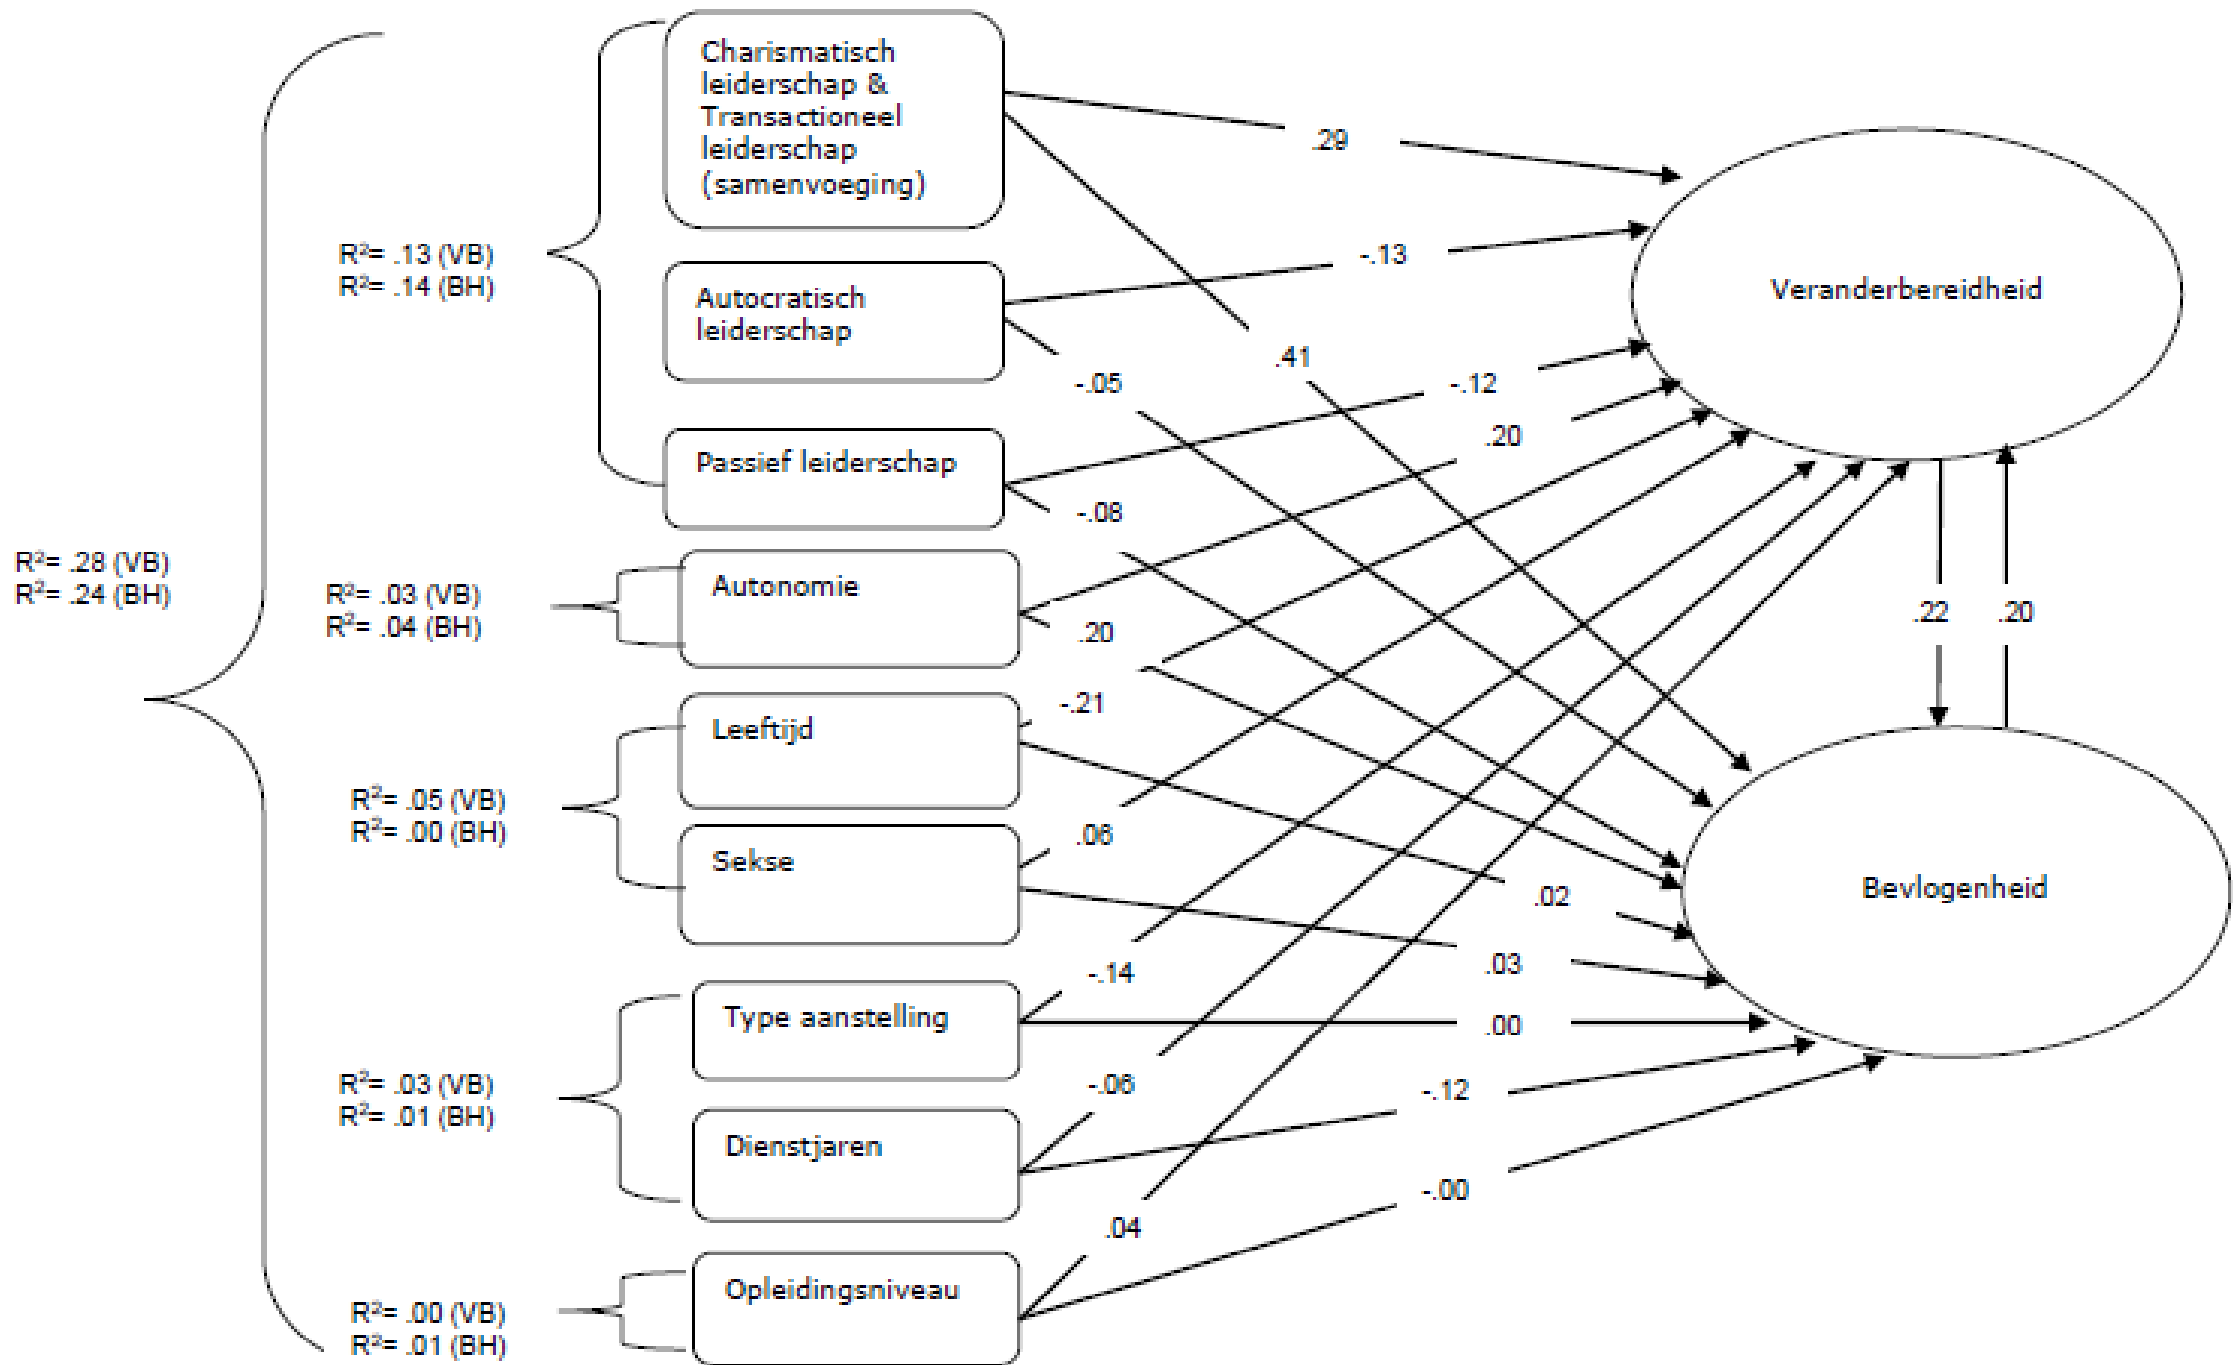 Charismatisch
leiderschap &
Transactioneel
leiderschap
(samenvoeging)
.29
R²= .13 (VB)
R²= .14 (BH)
-.13
Veranderbereidheid
Autocratisch
leiderschap
.41
-.05
-.12
.20
Passief leiderschap
-.08
R²= .28 (VB)
R²= .24 (BH)
R²= .03 (VB)
R²= .04 (BH)
Autonomie
.20
.22
.20
-.21
Leeftijd
R²= .05 (VB)
R²= .00 (BH)
.06
Sekse
.02
Bevlogenheid
.03
-.14
Type aanstelling
.00
R²= .03 (VB)
R²= .01 (BH)
-.06
-.12
Dienstjaren
-.00
.04
Opleidingsniveau
R²= .00 (VB)
R²= .01 (BH)